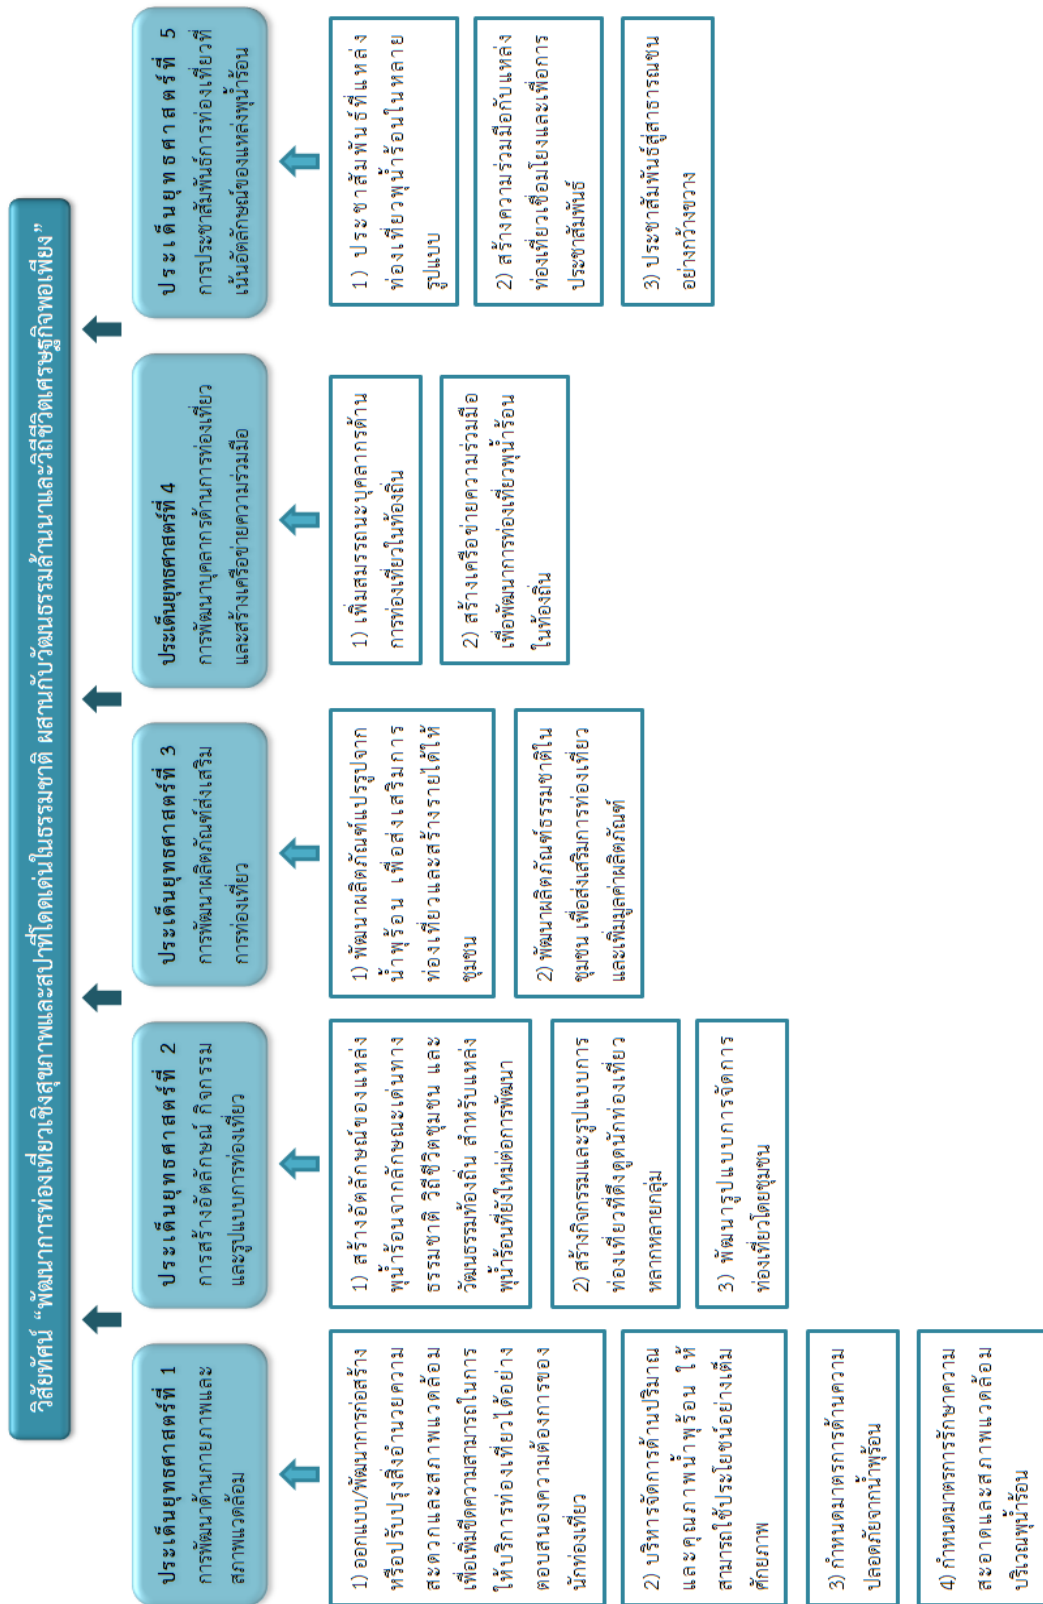 วิสัยทัศน์ “พัฒนาการท่องเที่ยวเชิงสุขภาพและสปาที่โดดเด่นในธรรมชาติ ผสานกับวัฒนธรรมล้านนาและวิถีชีวิตเศรษฐกิจพอเพียง”
ประเด็นยุทธศาสตร์ที่ 1
การพัฒนาด้านกายภาพและ
สภาพแวดล้อม
1) ออกแบบ/พัฒนาการก่อสร้าง
หรือปรับปรุงสิ่งอำนวยความ
สะดวกและสภาพแวดล้อม
เพื่อเพิ่มขีดความสามารถในการ
ให้บริการท่องเที่ยวได้อย่าง
ตอบสนองความต้องการของ
นักท่องเที่ยว
2) บริหารจัดการด้านปริมาณ
และคุณภาพน้ำพุร้อน ให้
สามารถใช้ประโยชน์อย่างเต็ม
ศักยภาพ
3) กำหนดมาตรการด้านความ
ปลอดภัยจากน้ำพุร้อน
4) กำหนดมาตรการรักษาความ
สะอาดและสภาพแวดล้อม
บริเวณพุน้ำร้อน
ประเด็นยุทธศาสตร์ที่ 2
การสร้างอัตลักษณ์ กิจกรรม
และรูปแบบการท่องเที่ยว
1) สร้างอัตลักษณ์ของแหล่ง
พุน้ำร้อนจากลักษณะเด่นทาง
ธรรมชาติ วิถีชีวิตชุมชน และ
วัฒนธรรมท้องถิ่น สำหรับแหล่ง
พุน้ำร้อนที่ยังใหม่ต่อการพัฒนา
2) สร้างกิจกรรมและรูปแบบการ
ท่องเที่ยวที่ดึงดูดนักท่องเที่ยว
หลากหลายกลุ่ม
3) พัฒนารูปแบบการจัดการ
ท่องเที่ยวโดยชุมชน
ประเด็นยุทธศาสตร์ที่ 3
การพัฒนาผลิตภัณฑ์ส่งเสริม
การท่องเที่ยว
1) พัฒนาผลิตภัณฑ์แปรรูปจาก
น้ำพุร้อน เพื่อส่งเสริมการ
ท่องเที่ยวและสร้างรายได้ให้
ชุมชน
2) พัฒนาผลิตภัณฑ์ธรรมชาติใน
ชุมชน เพื่อส่งเสริมการท่องเที่ยว
และเพิ่มมูลค่าผลิตภัณฑ์
ประเด็นยุทธศาสตร์ที่ 4
การพัฒนาบุคลากรด้านการท่องเที่ยว
และสร้างเครือข่ายความร่วมมือ
1) เพิ่มสมรรถนะบุคลากรด้าน
การท่องเที่ยวในท้องถิ่น
2) สร้างเครือข่ายความร่วมมือ
เพื่อพัฒนาการท่องเที่ยวพุน้ำร้อน
ในท้องถิ่น
ประเด็นยุทธศาสตร์ที่ 5
การประชาสัมพันธ์การท่องเที่ยวที่
เน้นอัตลักษณ์ของแหล่งพุน้ำร้อน
1) ประชาสัมพันธ์ที่แหล่ง
ท่องเที่ยวพุน้ำร้อนในหลาย
รูปแบบ
2) สร้างความร่วมมือกับแหล่ง
ท่องเที่ยวเชื่อมโยงและเพื่อการ
ประชาสัมพันธ์
3) ประชาสัมพันธ์สู่สาธารณชน
อย่างกว้างขวาง